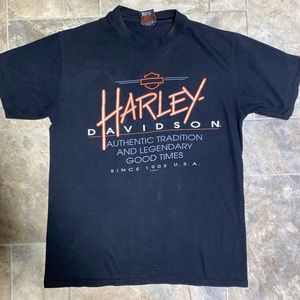 HARLEY-
DAVIDSON
AUTHENTIC TRADITION
AND LEGENDARY
GOOD TIMES
SINCE 1903 U.S.A.